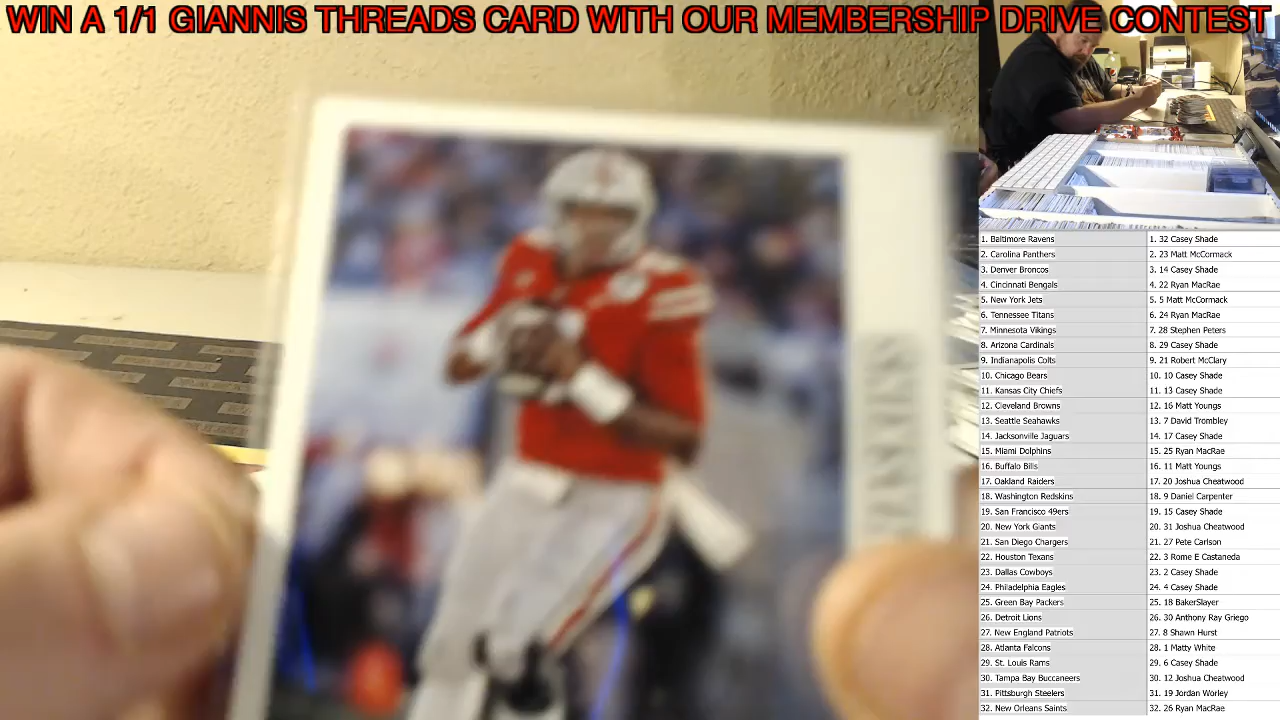 WIN A 1/1 GIANNIS THREADS CARD WITH OUR MEMBERSHIP DRIVE CONTEST
1. Baltimore Ravens 1. 32 Casey Shade
2. Carolina Panthers 2. 23 Matt McCormack
3. Denver Broncos 3. 14 Casey Shade
4. Cincinnati Bengals 4. 22 Ryan MacRae
5. New York Jets 5. 5 Matt McCormack
6. Tennessee Titans 6. 24 Ryan MacRae
7. Minnesota Vikings 7. 28 Stephen Peters
8. Arizona Cardinals 8. 29 Casey Shade
9. Indianapolis Colts 9. 21 Robert McClary
10. Chicago Bears 10. 10 Casey Shade
11. Kansas City Chiefs 11. 13 Casey Shade
12. Cleveland Browns 12. 16 Matt Youngs
13. Seattle Seahawks 13. 7 David Trombley
14. Jacksonville Jaguars 14. 17 Casey Shade
15. Miami Dolphins 15. 25 Ryan MacRae
16. Buffalo Bills 16. 11 Matt Youngs
17. Oakland Raiders 17. 20 Joshua Cheatwood
18. Washington Redskins 18. 9 Daniel Carpenter
19. San Francisco 49ers 19. 15 Casey Shade
20. New York Giants 20. 31 Joshua Cheatwood
21. San Diego Chargers 21. 27 Pete Carlson
22. Houston Texans 22. 3 Rome E Castaneda
23. Dallas Cowboys 23. 2 Casey Shade
24. Philadelphia Eagles 24. 4 Casey Shade
25. Green Bay Packers 25. 18 BakerSlayer
26. Detroit Lions 26. 30 Anthony Ray Griego
27. New England Patriots 27. 8 Shawn Hurst
28. Atlanta Falcons 28. 1 Matty White
29. St. Louis Rams 29. 6 Casey Shade
30. Tampa Bay Buccaneers 30. 12 Joshua Cheatwood
31. Pittsburgh Steelers 31. 19 Jordan Worley
32. New Orleans Saints 32. 26 Ryan MacRae